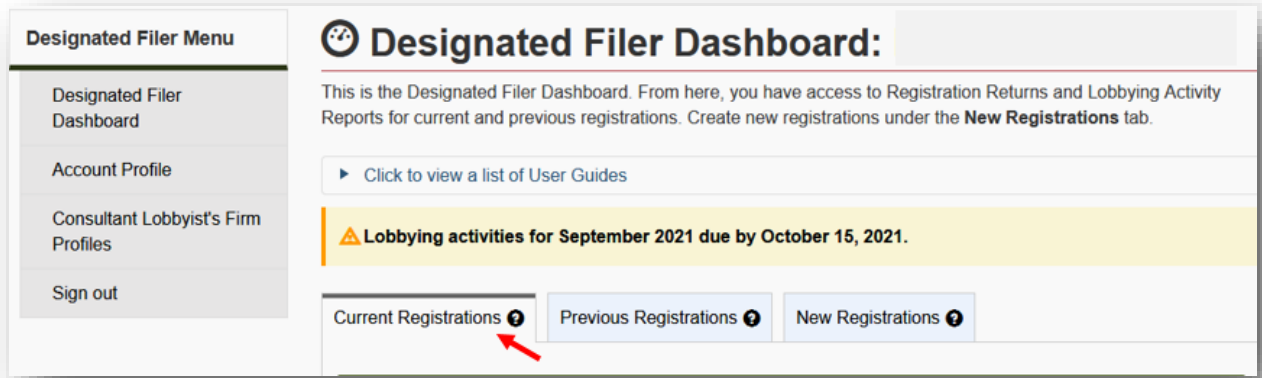 Designated Filer Menu
Designated Filer
Dashboard
Account Profile
Consultant Lobbyist's Firm
Profiles
Sign out
Designated Filer Dashboard:
This is the Designated Filer Dashboard. From here, you have access to Registration Returns and Lobbying Activity
Reports for current and previous registrations. Create new registrations under the New Registrations tab.
Click to view a list of User Guides
Lobbying activities for September 2021 due by October 15, 2021.
Current Registrations ? Previous Registrations ? New Registrations ?